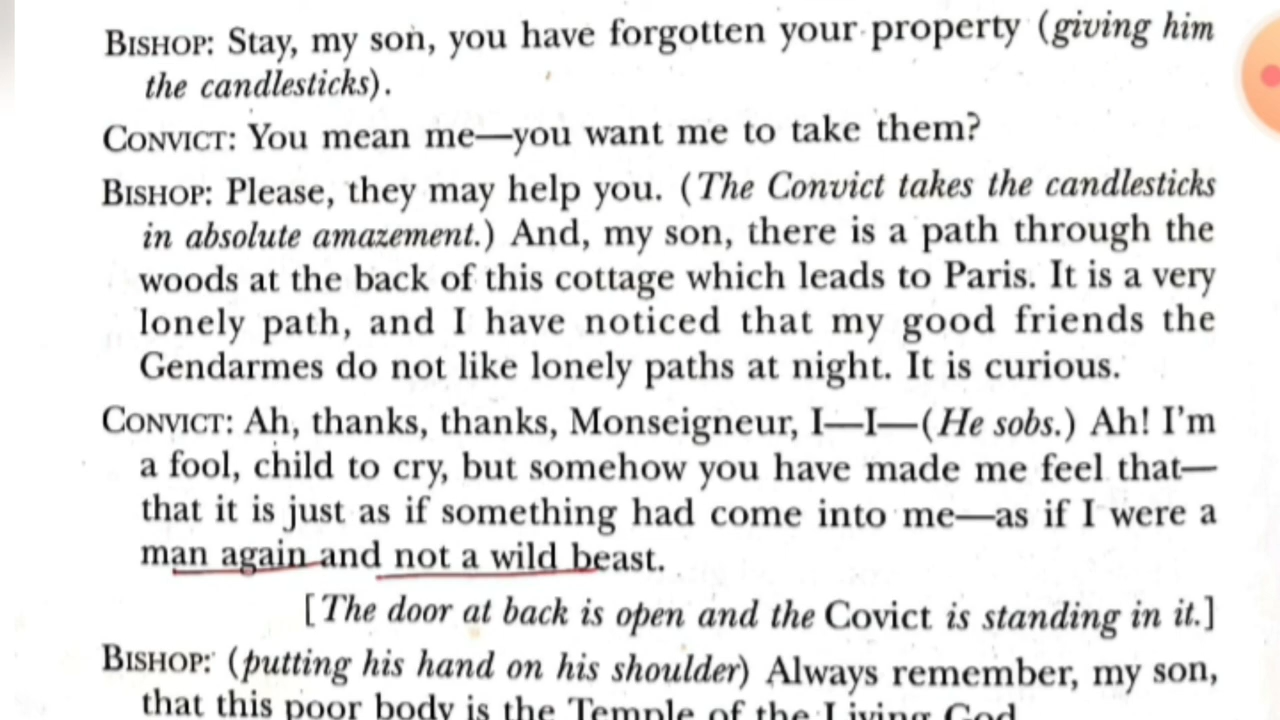 BISHOP: Stay, my son, you have forgotten your property (giving him
the candlesticks).
CONVICT: You mean me—you want me to take them?
BISHOP: Please, they may help you. (The Convict takes the candlesticks
in absolute amazement.) And, my son, there is a path through the
woods at the back of this cottage which leads to Paris. It is a very
lonely path, and I have noticed that my good friends the
Gendarmes do not like lonely paths at night. It is curious.
CONVICT: Ah, thanks, thanks, Monseigneur, I—I—(He sobs.) Ah! I'm
a fool, child to cry, but somehow you have made me feel that—
that it is just as if something had come into me—as if I were a
man again and not a wild beast.
[The door at back is open and the Covict is standing in it.]
BISHOP: (putting his hand on his shoulder) Always remember, my son,
that this poor body is the Temple of the Living God